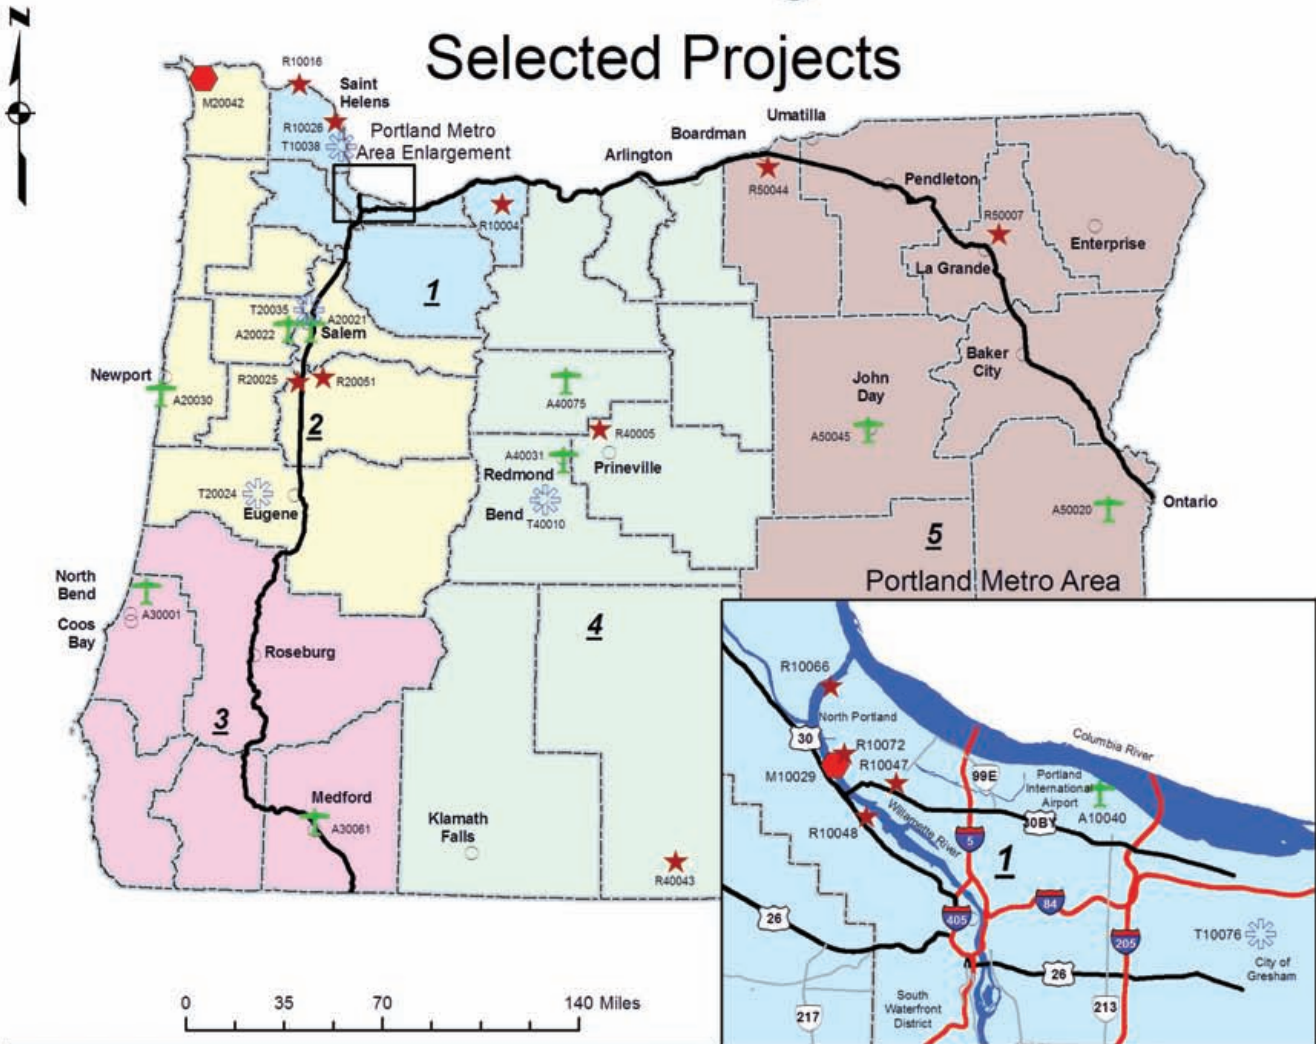 Selected Projects
N
R10016
Saint
Helens
M20042
R10026
T10038
Portland Metro
Area Enlargement
Umatilla
Boardman
Arlington
Pendleton
R50044
R50007
R10004
Enterprise
La Grande
1
T20035
A20021
A20022
Salem
Newport
R20025
R20051
A20030
2
Baker
City
John
Day
A40075
A50045
R40005
A40031
Redmond
Prineville
T20024
Eugene
Bend
T40010
A50020
Ontario
5
Portland Metro Area
North
Bend
A30001
Coos
Bay
4
Roseburg
3
Medford
A30061
Klamath
Falls
R40043
R10066
North Portland
30
R10072
R10047
M10029
Columbia River
99E
Portland
International
Airport
A10040
R10048
Willamette River
30BY
5
1
84
405
26
205
T10076
City of
Gresham
26
South
Waterfront
District
217
213
0 35 70 140 Miles